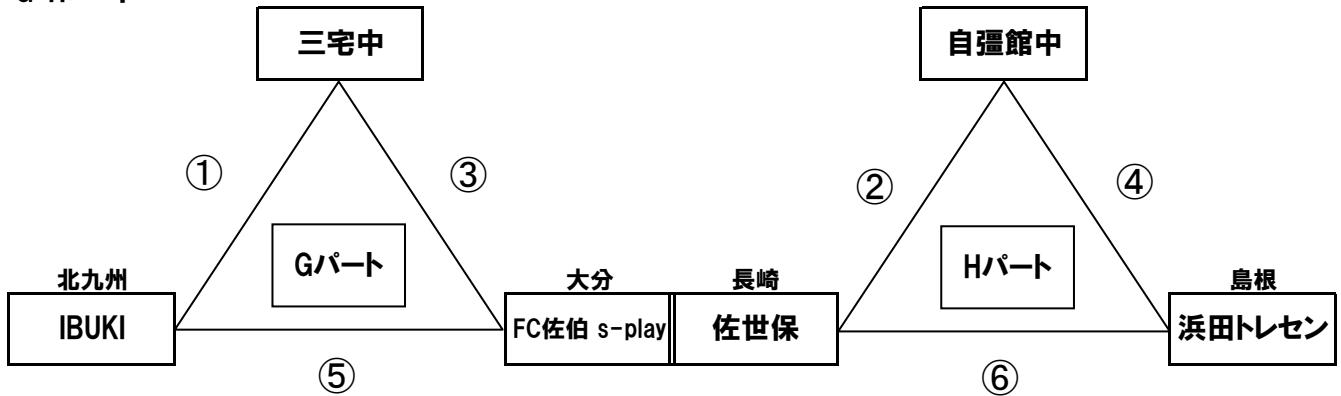 三宅中
自彊館中
①
③
②
④
Gパート
Hパート
北九州
大分
長崎
島根
IBUKI
FC佐伯 s-play
佐世保
浜田トレセン
⑤
⑥